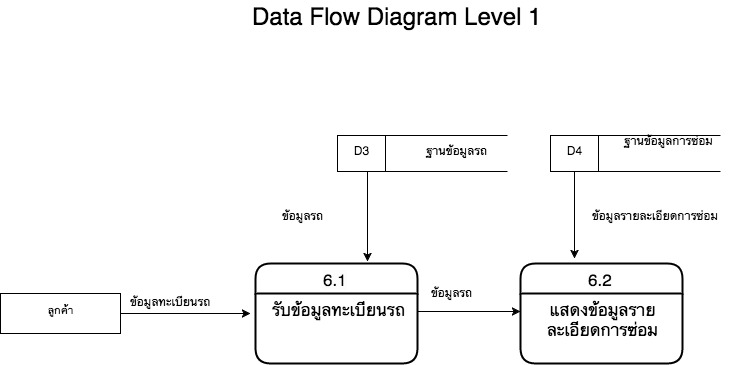 Data Flow Diagram Level 1
D3
ฐานข้อมูลรถ
D4
ฐานข้อมูลการซ่อม
ข้อมูลรถ
ข้อมูลรายละเอียดการซ่อม
ลูกค้า
ข้อมูลทะเบียนรถ
6.1
รับข้อมูลทะเบียนรถ
ข้อมูลรถ
6.2
แสดงข้อมูลราย
ละเอียดการซ่อม